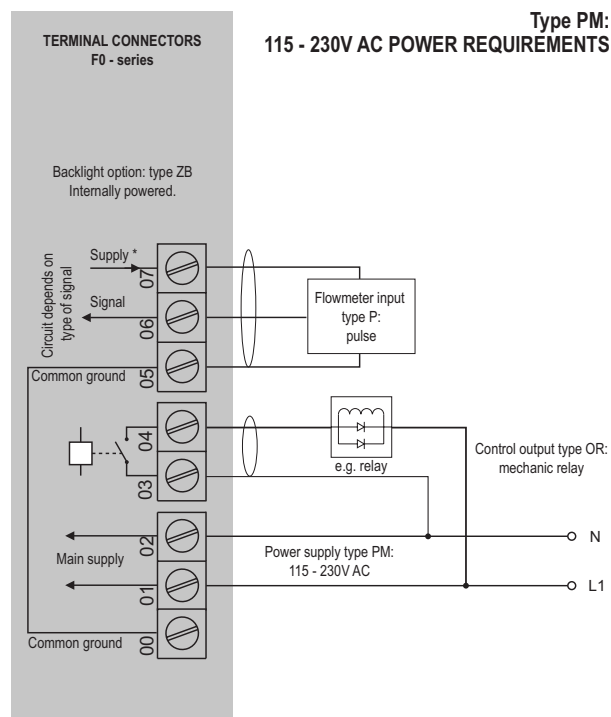 Type PM:
115 - 230V AC POWER REQUIREMENTS
TERMINAL CONNECTORS
F0 - series
Backlight option: type ZB
Internally powered.
Circuit depends on
type of signal
Supply *
07
Signal
06
Common ground
05
Flowmeter input
type P:
pulse
04
03
e.g. relay
Control output type OR:
mechanic relay
02
Main supply
01
Power supply type PM:
115 - 230V AC
N
L1
Common ground
00